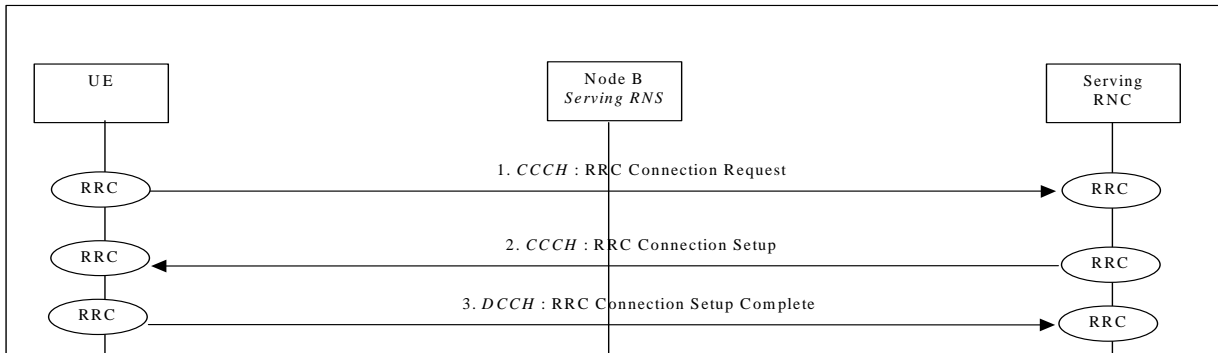 UE
Node B
Serving RNS
Serving
RNC
1. CCCH : RRC Connection Request
RRC
RRC
2. CCCH : RRC Connection Setup
RRC
RRC
3. DCCH : RRC Connection Setup Complete
RRC
RRC